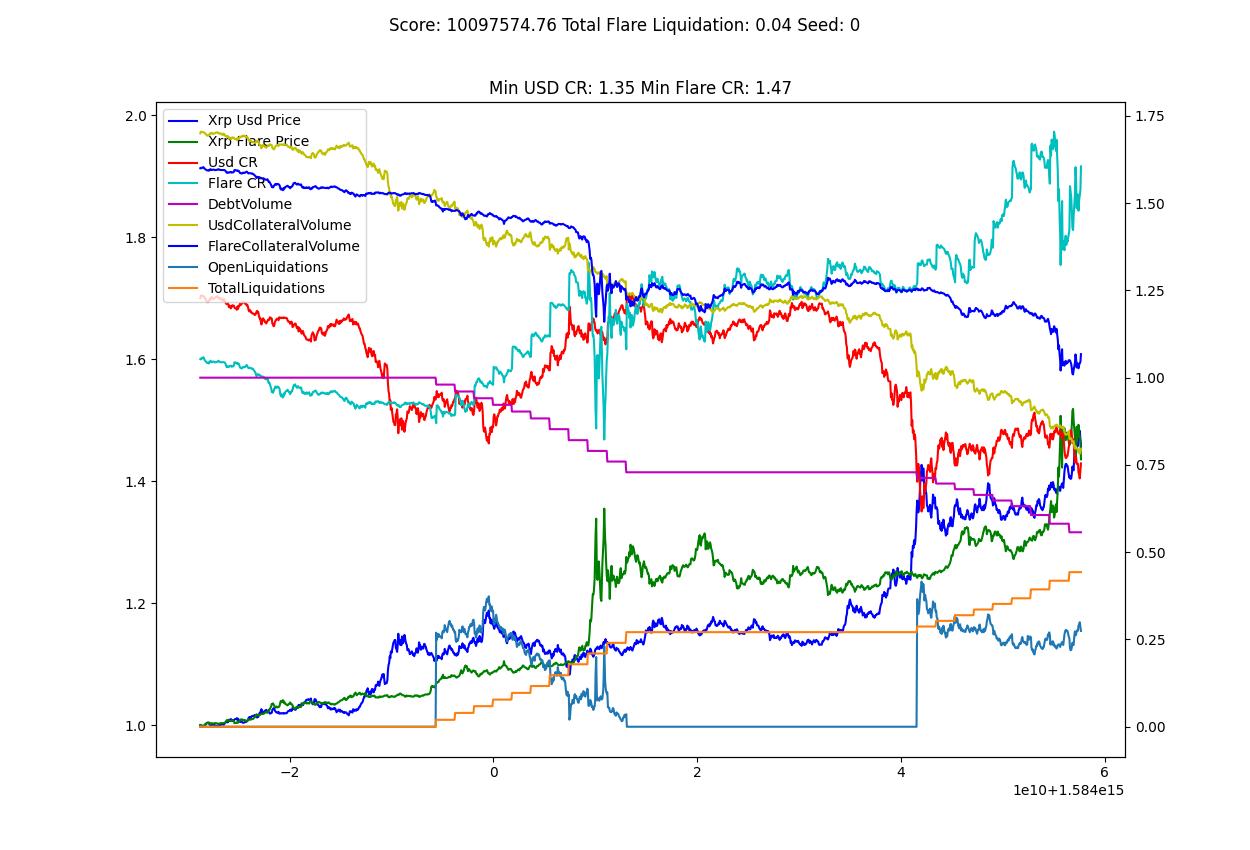 Score: 10097574.76 Total Flare Liquidation: 0.04 Seed: 0
Min USD CR: 1.35 Min Flare CR: 1.47
Xrp Usd Price
Xrp Flare Price
Usd CR
Flare CR
DebtVolume
UsdCollateralVolume
FlareCollateralVolume
OpenLiquidations
TotalLiquidations
2.0
1.8
1.6
1.4
1.2
1.0
1.75
1.50
1.25
1.00
0.75
0.50
0.25
0.00
−2 0 2 4 6
1e10+1.584e15